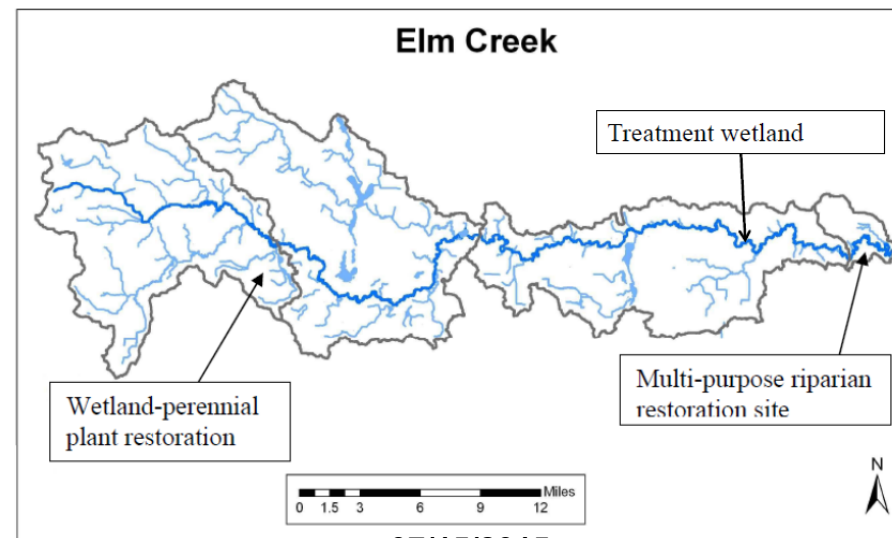 Elm Creek
Treatment wetland
Wetland-perennial
plant restoration
Multi-purpose riparian
restoration site
N
Miles
0 1.5 3 6 9 12